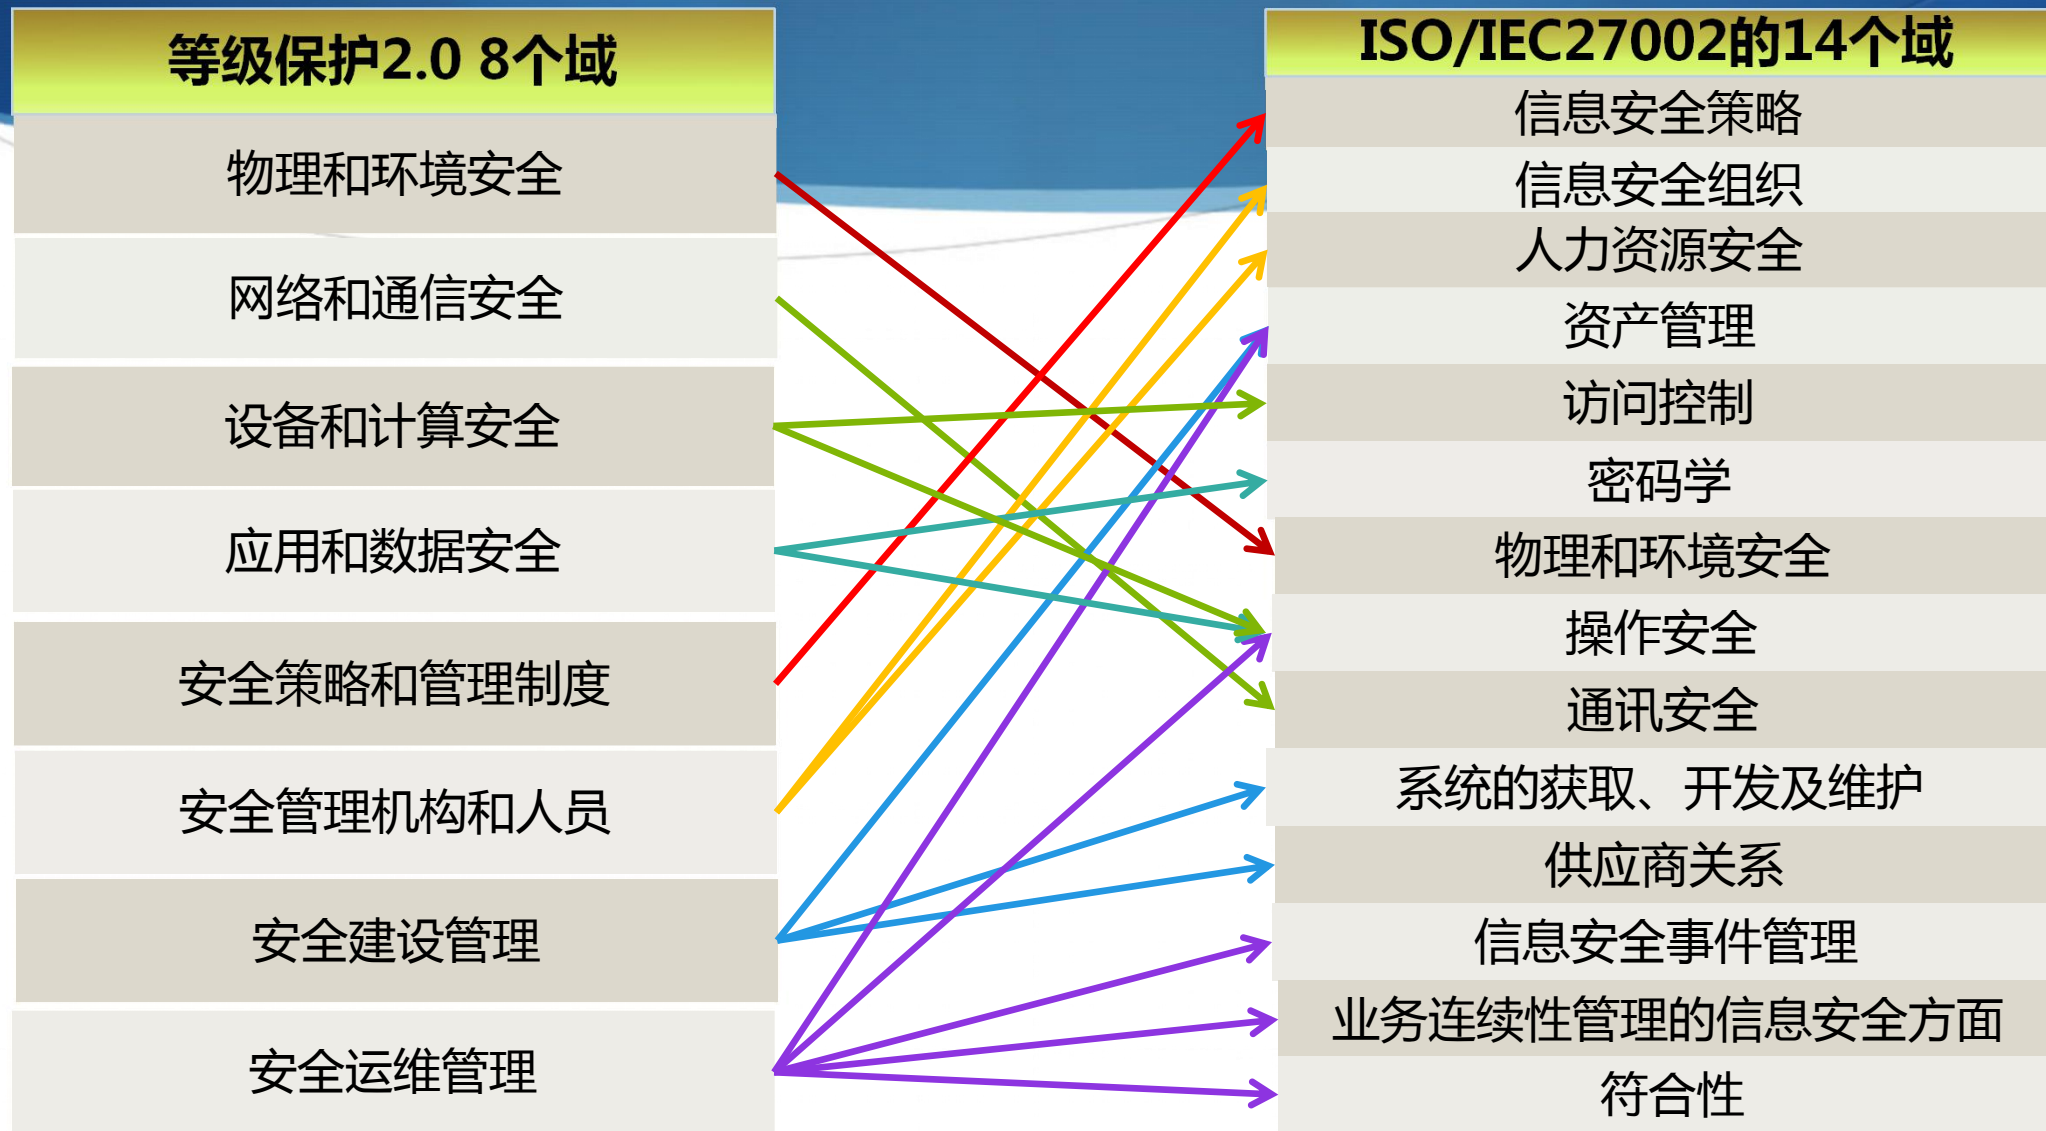 等级保护2.0 8个域
物理和环境安全
网络和通信安全
设备和计算安全
应用和数据安全
安全策略和管理制度
安全管理机构和人员
安全建设管理
安全运维管理
ISO/IEC27002的14个域
信息安全策略
信息安全组织
人力资源安全
资产管理
访问控制
密码学
物理和环境安全
操作安全
通讯安全
系统的获取、开发及维护
供应商关系
信息安全事件管理
业务连续性管理的信息安全方面
符合性